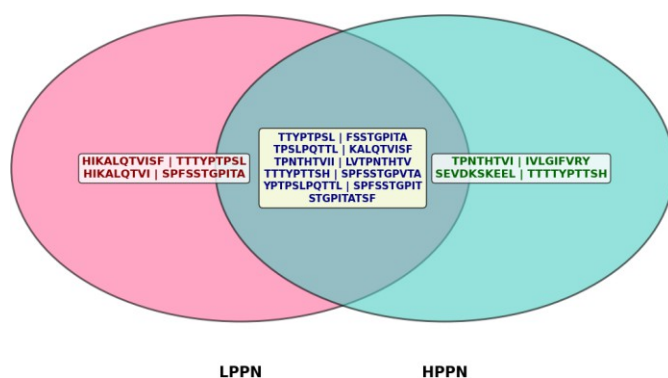 TTYPTPSL | FSSTGPITA
TPSLPQTTL | KALQTVISF
TPNTHTVII | LVTPNTHTV
TTTYPTTSH | SPFSSTGPVTA
YPTPSLPQTTL | SPFSSTGPIT
STGPITATSF
HIKALQTVISF | TTTYPTPSL
HIKALQTVI | SPFSSTGPITA
TPNTHTVI | IVLGIFVRY
SEVDKSKEEL | TTTTYPTTSH
LPPN
HPPN